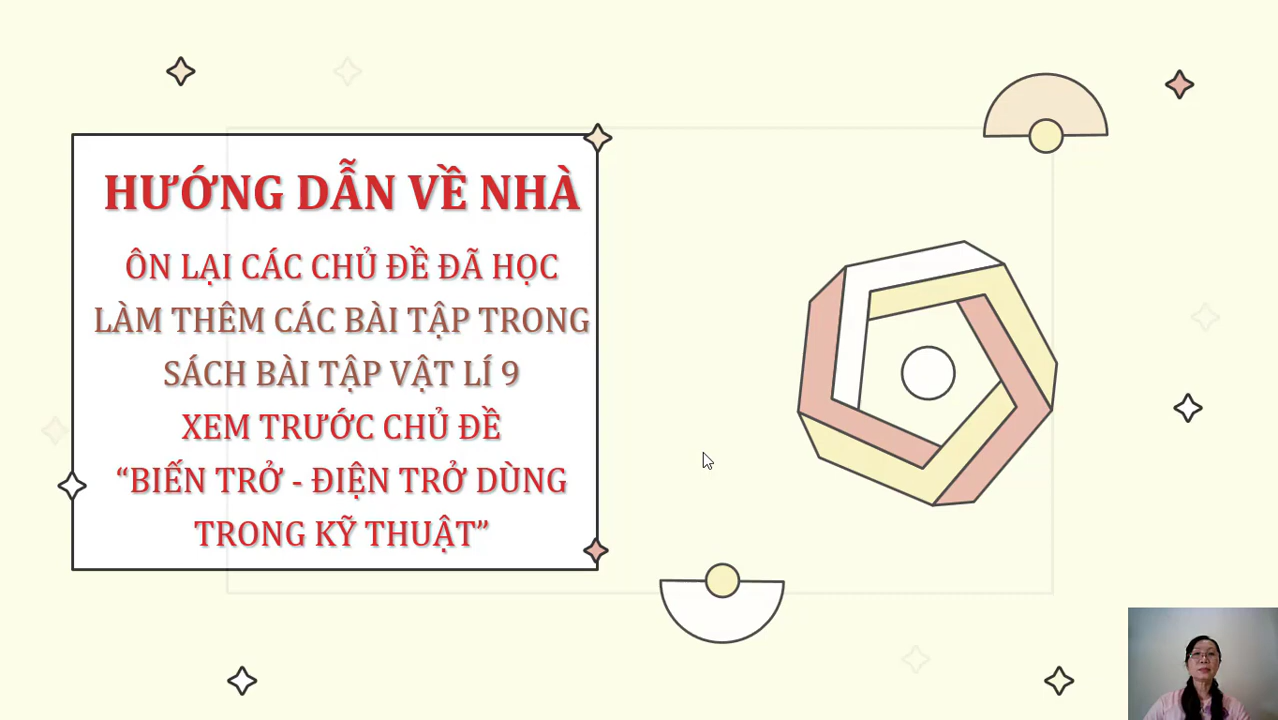 HƯỚNG DẪN VỀ NHÀ
ÔN LẠI CÁC CHỦ ĐỀ ĐÃ HỌC
LÀM THÊM CÁC BÀI TẬP TRONG
SÁCH BÀI TẬP VẬT LÍ 9
XEM TRƯỚC CHỦ ĐỀ
“BIẾN TRỞ - ĐIỆN TRỞ DÙNG
TRONG KỸ THUẬT”